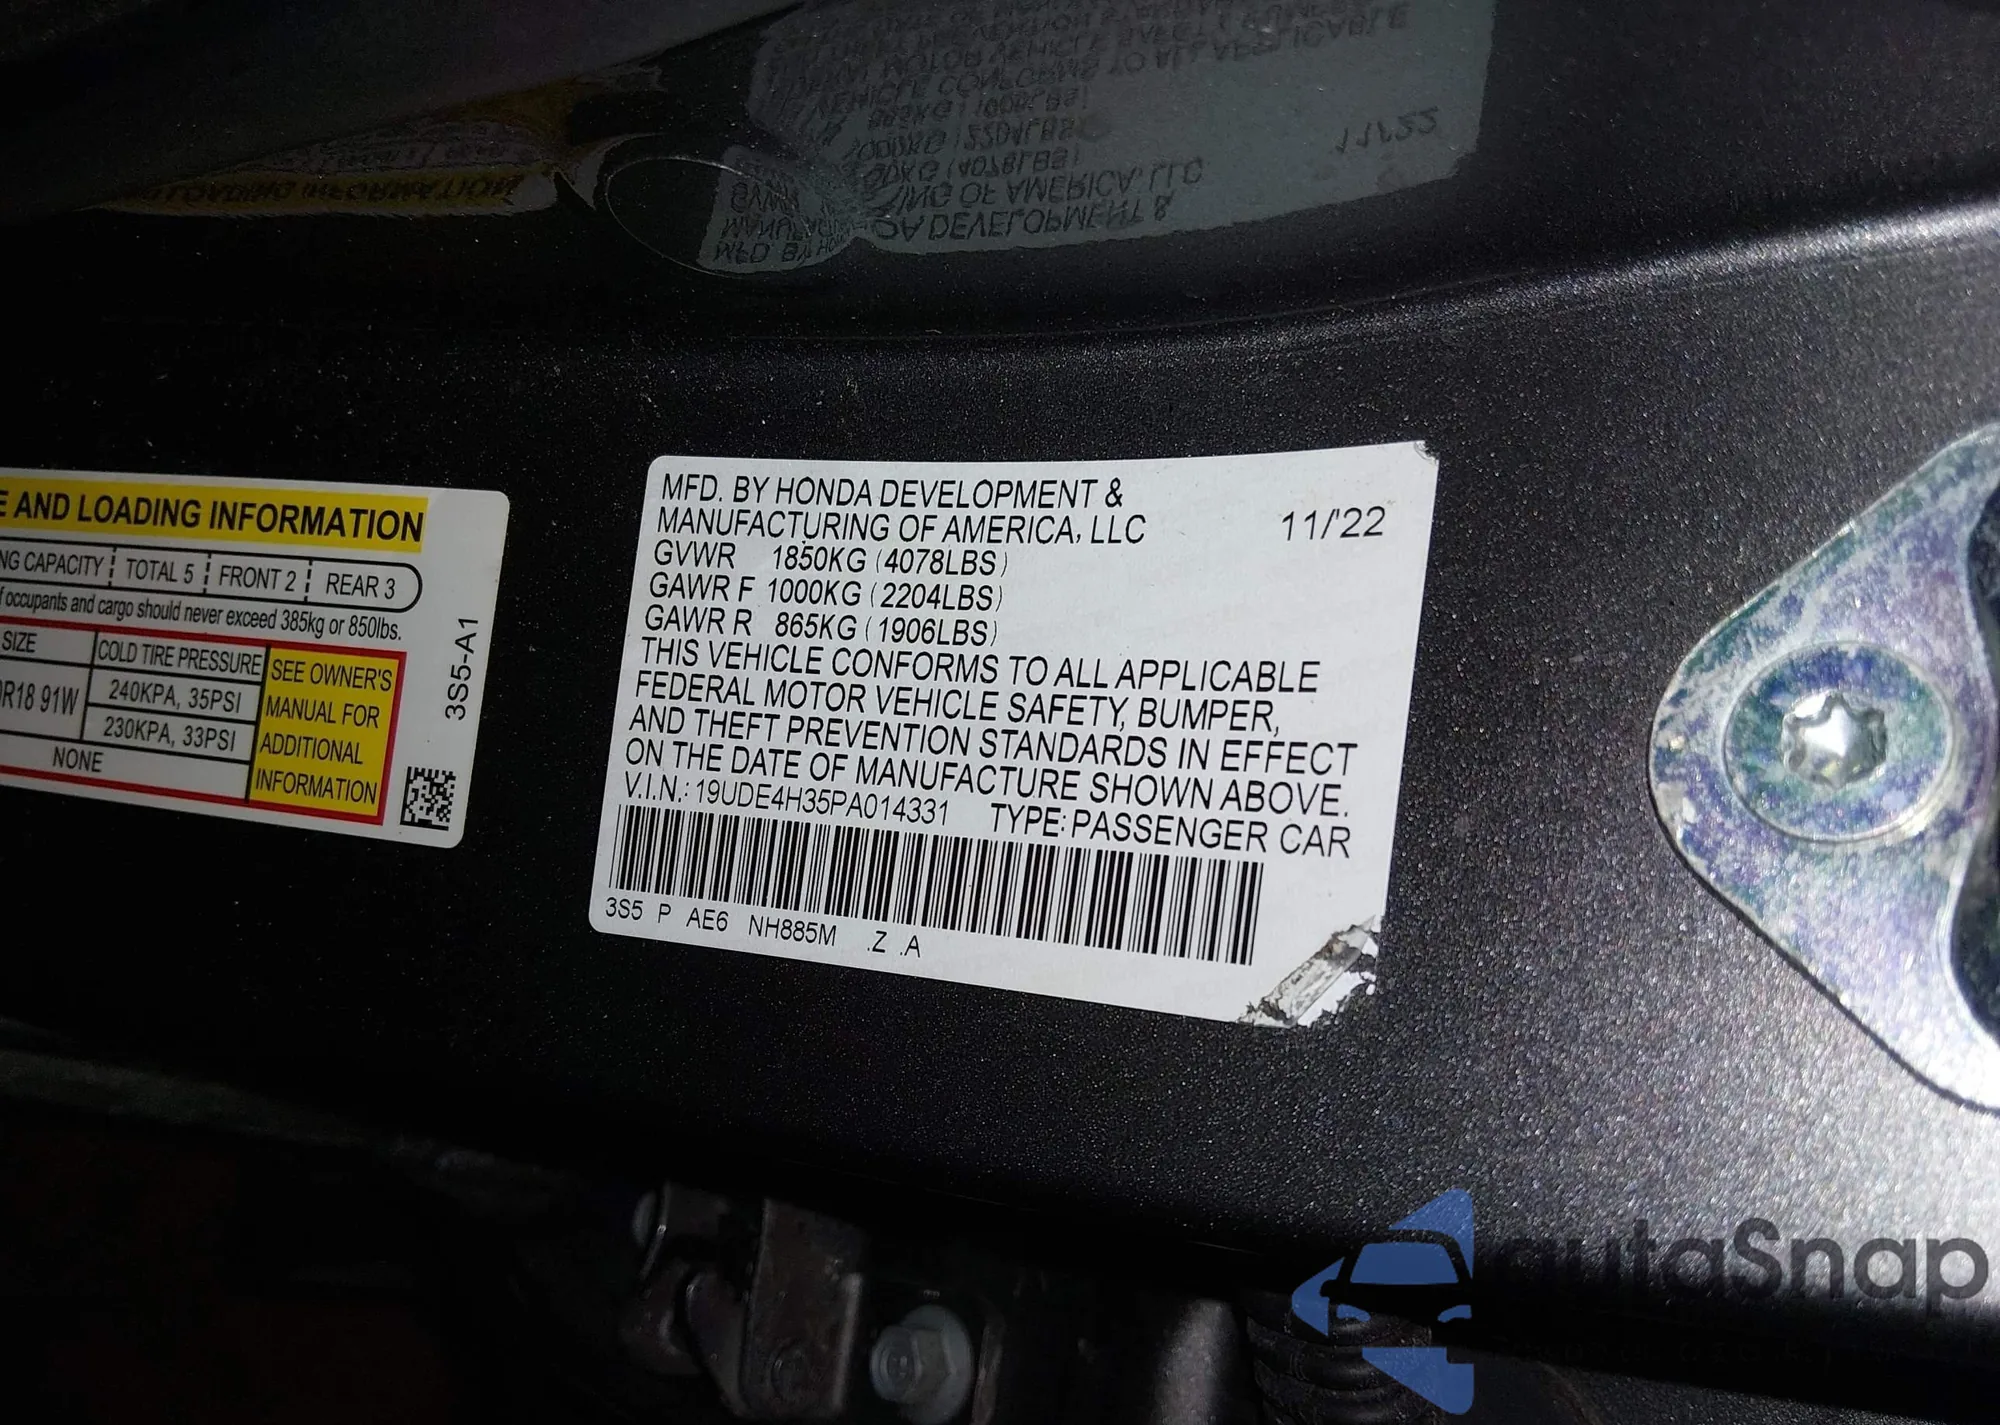 E AND LOADING INFORMATION
NG CAPACITY TOTAL 5 FRONT 2 REAR 3
f occupants and cargo should never exceed 385kg or 850lbs.
SIZE COLD TIRE PRESSURE SEE OWNER'S MANUAL FOR ADDITIONAL INFORMATION
R18 91W 240KPA, 35PSI
230KPA, 33PSI
NONE
3S5-A1
MFD. BY HONDA DEVELOPMENT &
MANUFACTURING OF AMERICA, LLC 11/'22
GVWR 1850KG (4078LBS)
GAWR F 1000KG (2204LBS)
GAWR R 865KG (1906LBS)
THIS VEHICLE CONFORMS TO ALL APPLICABLE
FEDERAL MOTOR VEHICLE SAFETY, BUMPER,
AND THEFT PREVENTION STANDARDS IN EFFECT
ON THE DATE OF MANUFACTURE SHOWN ABOVE.
V.I.N.: 19UDE4H35PA014331 TYPE: PASSENGER CAR
3S5 P AE6 NH885M .Z .A
autaSnap